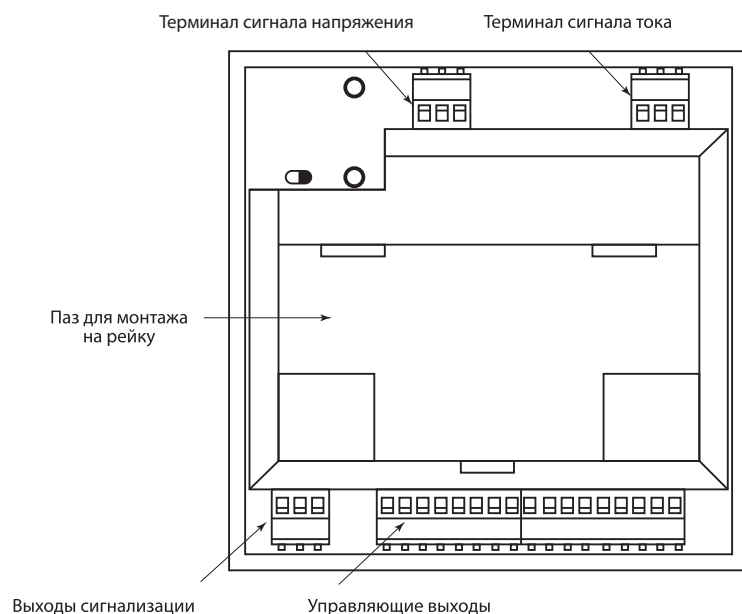 Терминал сигнала напряжения
Терминал сигнала тока
Паз для монтажа
на рейку
Выходы сигнализации
Управляющие выходы